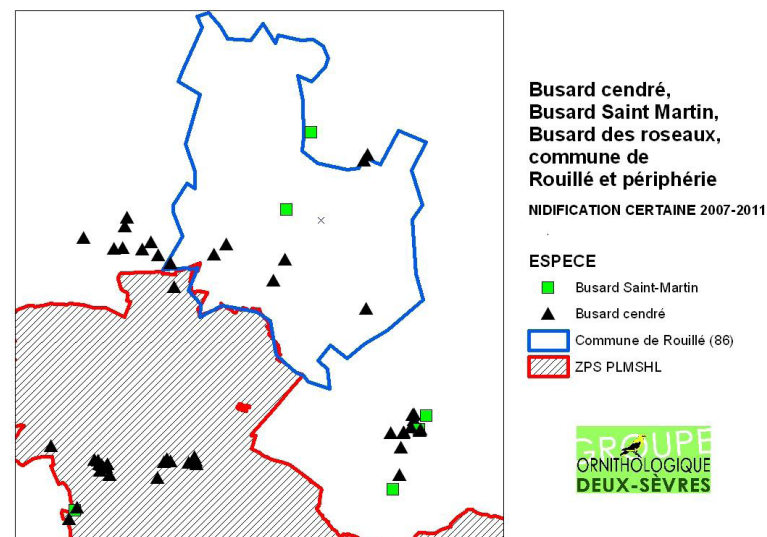 Busard cendré,
Busard Saint Martin,
Busard des roseaux,
commune de
Rouillé et périphérie
NIDIFICATION CERTAINE 2007-2011
ESPECE
Busard Saint-Martin
Busard cendré
Commune de Rouillé (86)
ZPS PLMSHL
GROUPE
ORNITHOLOGIQUE
DEUX-SÈVRES